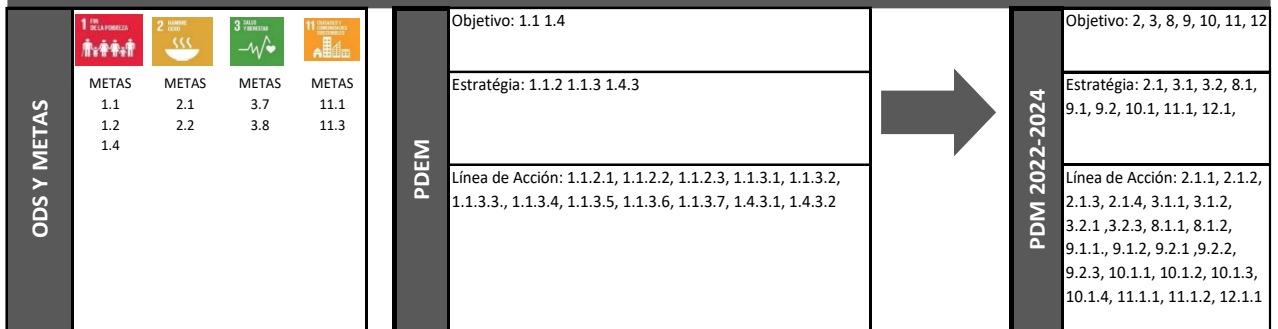 ODS Y METAS
1 FIN DE LA POBREZA
2 HAMBRE CERO
3 SALUD Y BIENESTAR
11 CIUDADES Y COMUNIDADES SOSTENIBLES
METAS METAS METAS METAS
1.1 2.1 3.7 11.1
1.2 2.2 3.8 11.3
1.4
PDEM
Objetivo: 1.1 1.4
Estratégia: 1.1.2 1.1.3 1.4.3
Línea de Acción: 1.1.2.1, 1.1.2.2, 1.1.2.3, 1.1.3.1, 1.1.3.2,
1.1.3.3., 1.1.3.4, 1.1.3.5, 1.1.3.6, 1.1.3.7, 1.4.3.1, 1.4.3.2
PDM 2022-2024
Objetivo: 2, 3, 8, 9, 10, 11, 12
Estratégia: 2.1, 3.1, 3.2, 8.1,
9.1, 9.2, 10.1, 11.1, 12.1,
Línea de Acción: 2.1.1, 2.1.2,
2.1.3, 2.1.4, 3.1.1, 3.1.2,
3.2.1 ,3.2.3, 8.1.1, 8.1.2,
9.1.1., 9.1.2, 9.2.1 ,9.2.2,
9.2.3, 10.1.1, 10.1.2, 10.1.3,
10.1.4, 11.1.1, 11.1.2, 12.1.1